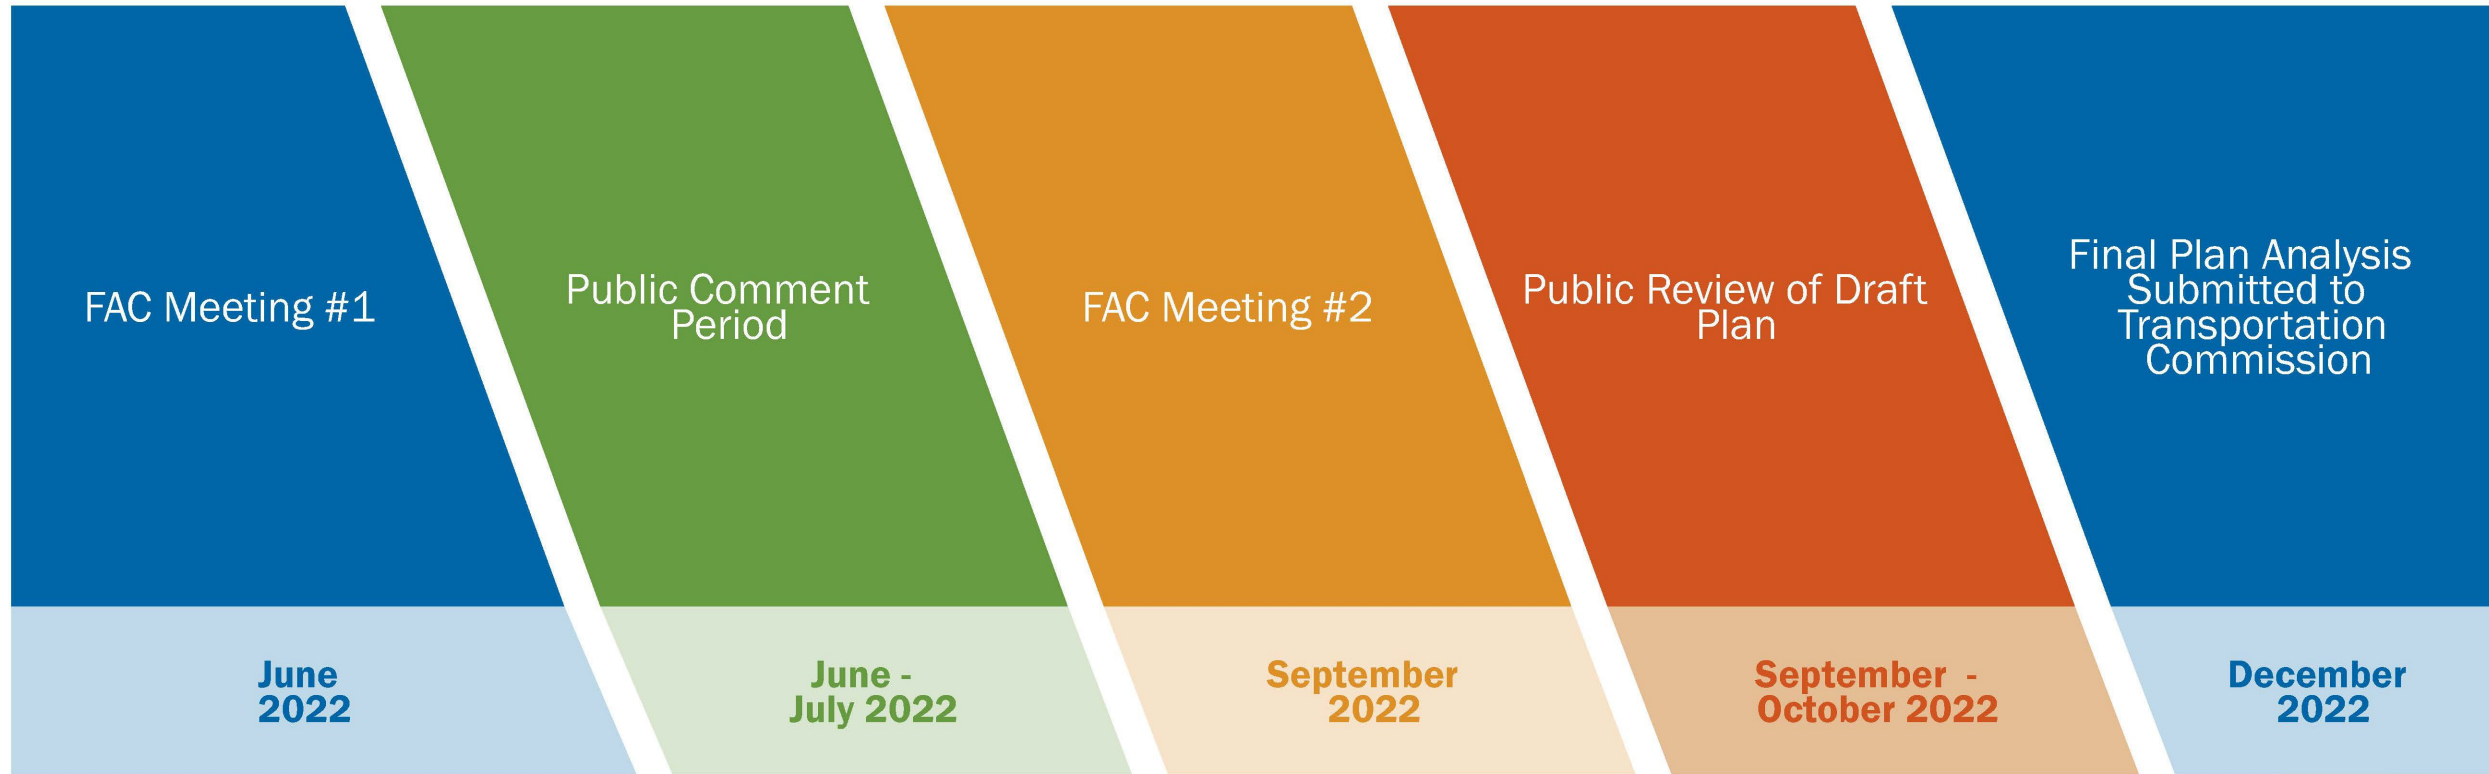 FAC Meeting #1
Public Comment
Period
FAC Meeting #2
Public Review of Draft
Plan
Final Plan Analysis
Submitted to
Transportation
Commission
June
2022
June -
July 2022
September
2022
September -
October 2022
December
2022